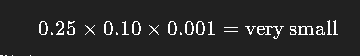 0.25 × 0.10 × 0.001 = very small